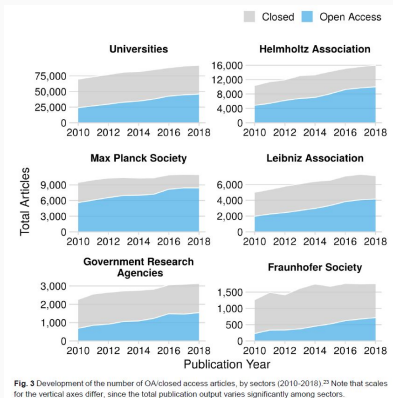 Closed Open Access
Universities
75,000
50,000
25,000
0
2010 2012 2014 2016 2018
Helmholtz Association
16,000
12,000
8,000
4,000
0
2010 2012 2014 2016 2018
Max Planck Society
9,000
6,000
3,000
0
2010 2012 2014 2016 2018
Leibniz Association
6,000
4,000
2,000
0
2010 2012 2014 2016 2018
Government Research
Agencies
3,000
2,000
1,000
0
2010 2012 2014 2016 2018
Fraunhofer Society
1,500
1,000
500
0
2010 2012 2014 2016 2018
Total Articles
Publication Year
Fig. 3 Development of the number of OA/closed access articles, by sectors (2010-2018).²³ Note that scales
for the vertical axes differ, since the total publication output varies significantly among sectors.